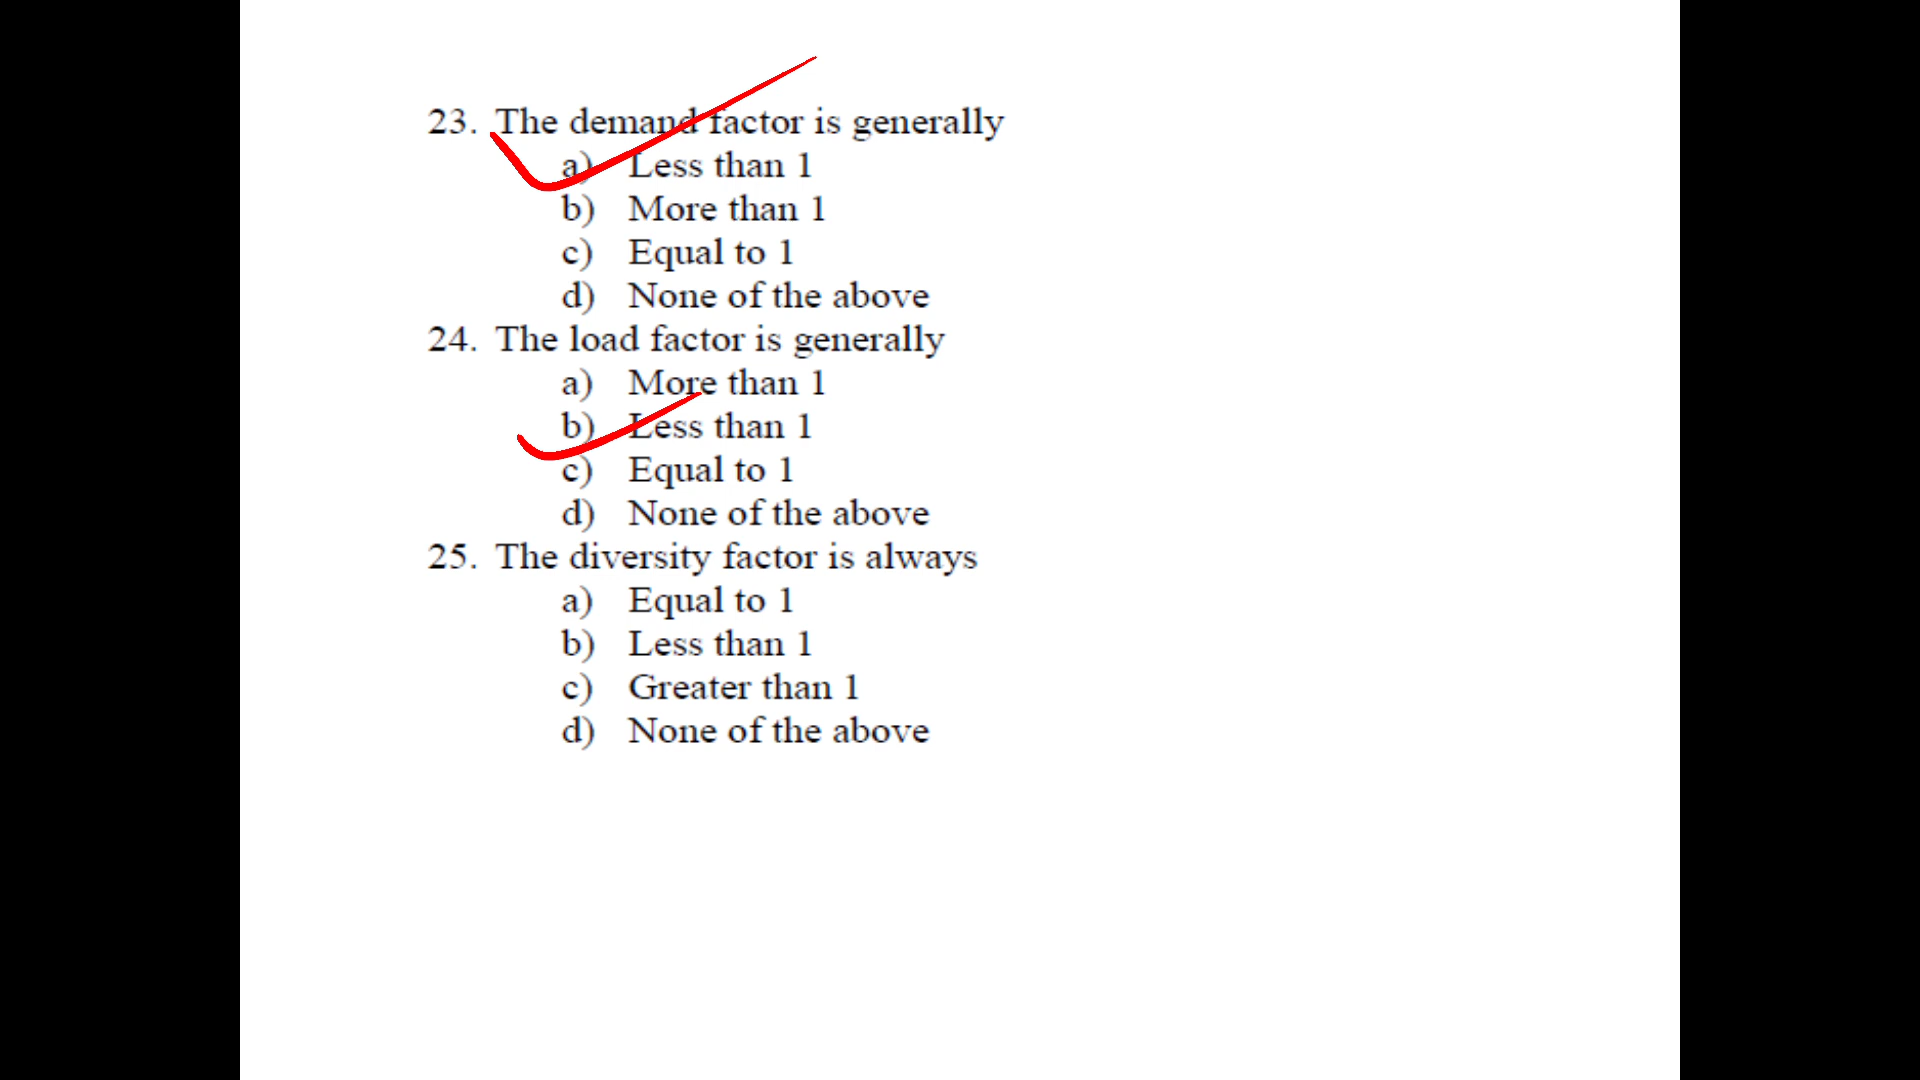 23. The demand factor is generally
a) Less than 1
b) More than 1
c) Equal to 1
d) None of the above
24. The load factor is generally
a) More than 1
b) Less than 1
c) Equal to 1
d) None of the above
25. The diversity factor is always
a) Equal to 1
b) Less than 1
c) Greater than 1
d) None of the above